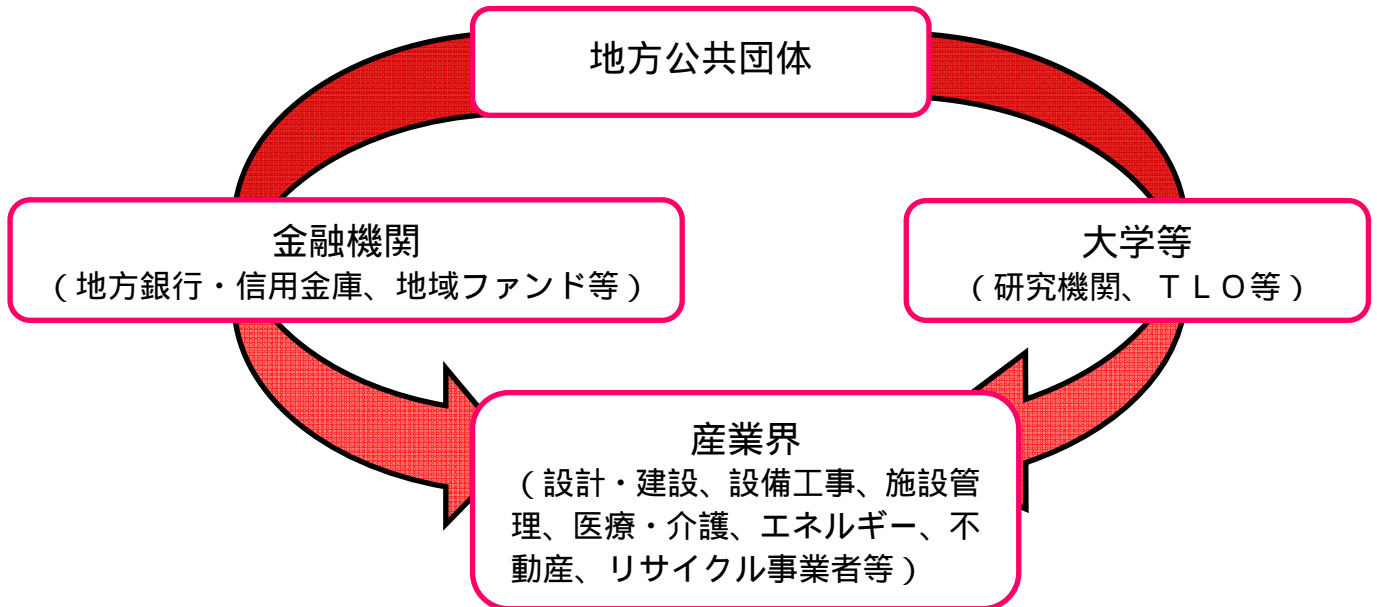 地方公共団体
金融機関
（地方銀行・信用金庫、地域ファンド等）
大学等
（研究機関、ＴＬＯ等）
産業界
（設計・建設、設備工事、施設管
理、医療・介護、エネルギー、不
動産、リサイクル事業者等）